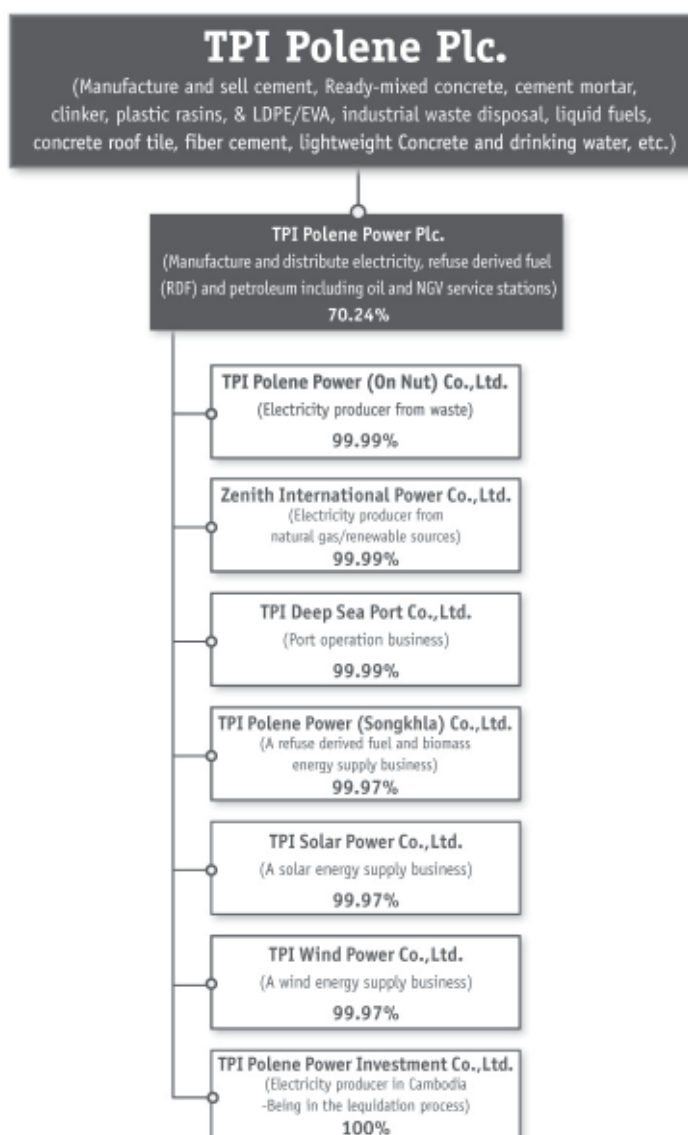 TPI Polene Plc.
(Manufacture and sell cement, Ready-mixed concrete, cement mortar,
clinker, plastic rasins, & LDPE/EVA, industrial waste disposal, liquid fuels,
concrete roof tile, fiber cement, lightweight Concrete and drinking water, etc.)
TPI Polene Power Plc.
(Manufacture and distribute electricity, refuse derived fuel
(RDF) and petroleum including oil and NGV service stations)
70.24%
TPI Polene Power (On Nut) Co.,Ltd.
(Electricity producer from waste)
99.99%
Zenith International Power Co.,Ltd.
(Electricity producer from
natural gas/renewable sources)
99.99%
TPI Deep Sea Port Co.,Ltd.
(Port operation business)
99.99%
TPI Polene Power (Songkhla) Co.,Ltd.
(A refuse derived fuel and biomass
energy supply business)
99.97%
TPI Solar Power Co.,Ltd.
(A solar energy supply business)
99.97%
TPI Wind Power Co.,Ltd.
(A wind energy supply business)
99.97%
TPI Polene Power Investment Co.,Ltd.
(Electricity producer in Cambodia
-Being in the lequidation process)
100%